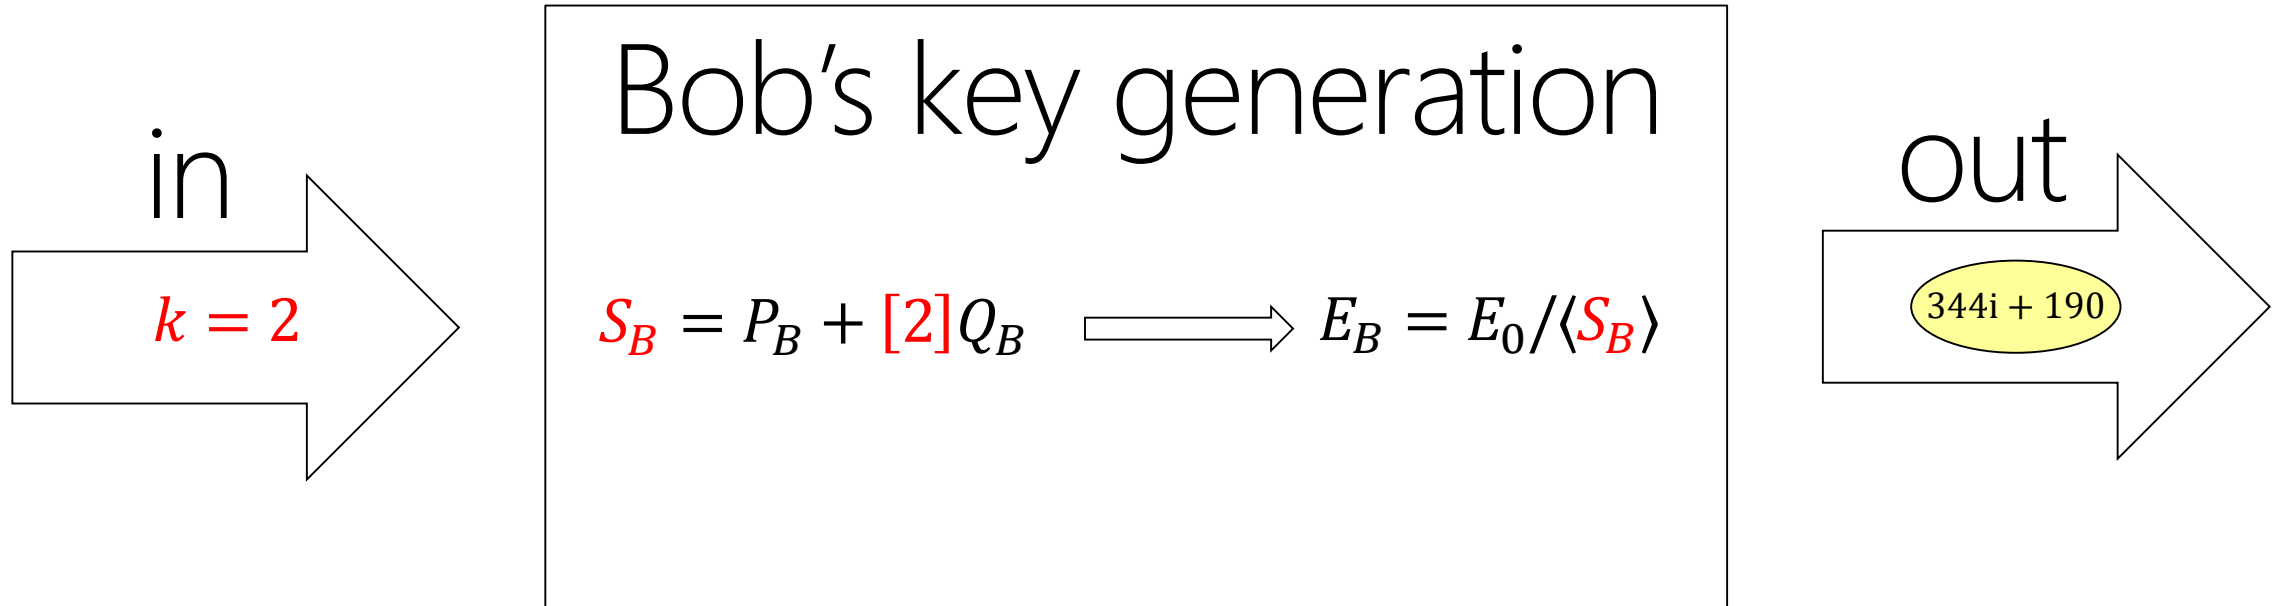 Bob's key generation
in
out
k = 2
S_B = P_B + [2]Q_B
E_B = E_0/⟨S_B⟩
344i + 190